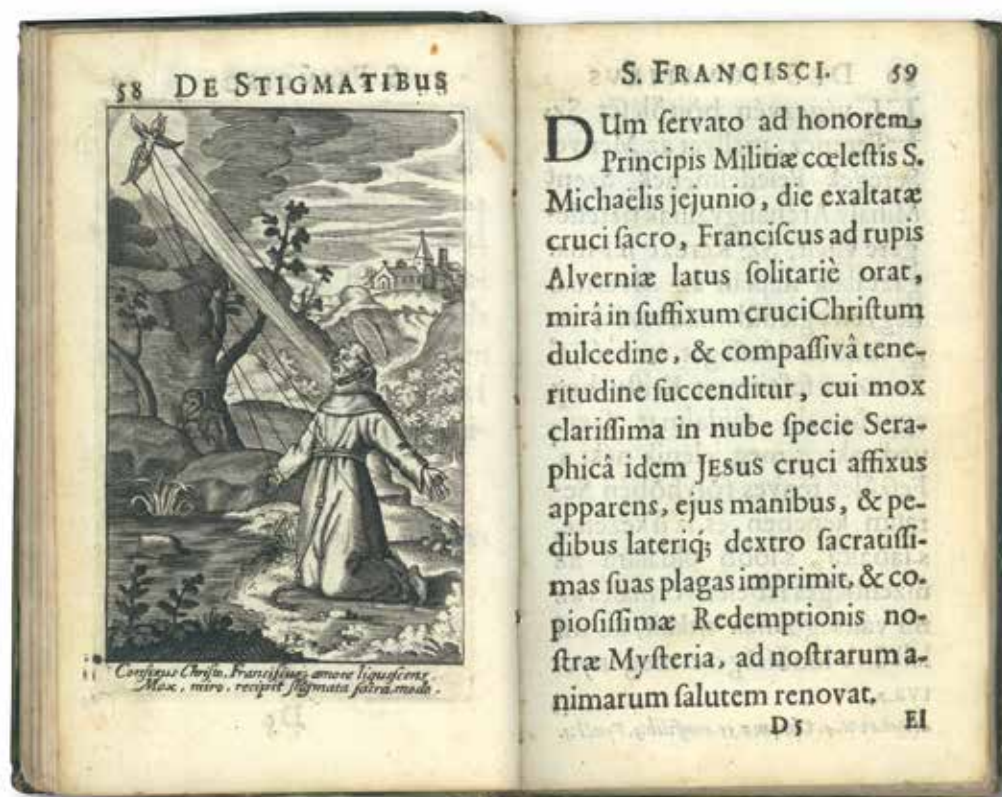 58 DE STIGMATIBUS
Confixus Christo, Franciſcus, amore liqueſcens
Mox, miro, recipit ſtigmata ſacra, modo.
S. FRANCISCI. 59
DUm ſervato ad honorem
Principis Militiæ cœleſtis S.
Michaëlis jejunio, die exaltatæ
cruci ſacro, Franciſcus ad rupis
Alverniæ latus ſolitariè orat,
mirâ in ſuffixum cruci Chriſtum
dulcedine, & compaſſivâ tene-
ritudine ſuccenditur, cui mox
clariſſima in nube ſpecie Sera-
phicâ idem JESUS cruci affixus
apparens, ejus manibus, & pe-
dibus lateriq; dextro ſacratiſſi-
mas ſuas plagas imprimit, & co-
pioſiſſimæ Redemptionis no-
ſtræ Myſteria, ad noſtrarum a-
nimarum ſalutem renovat.
D 5 EI